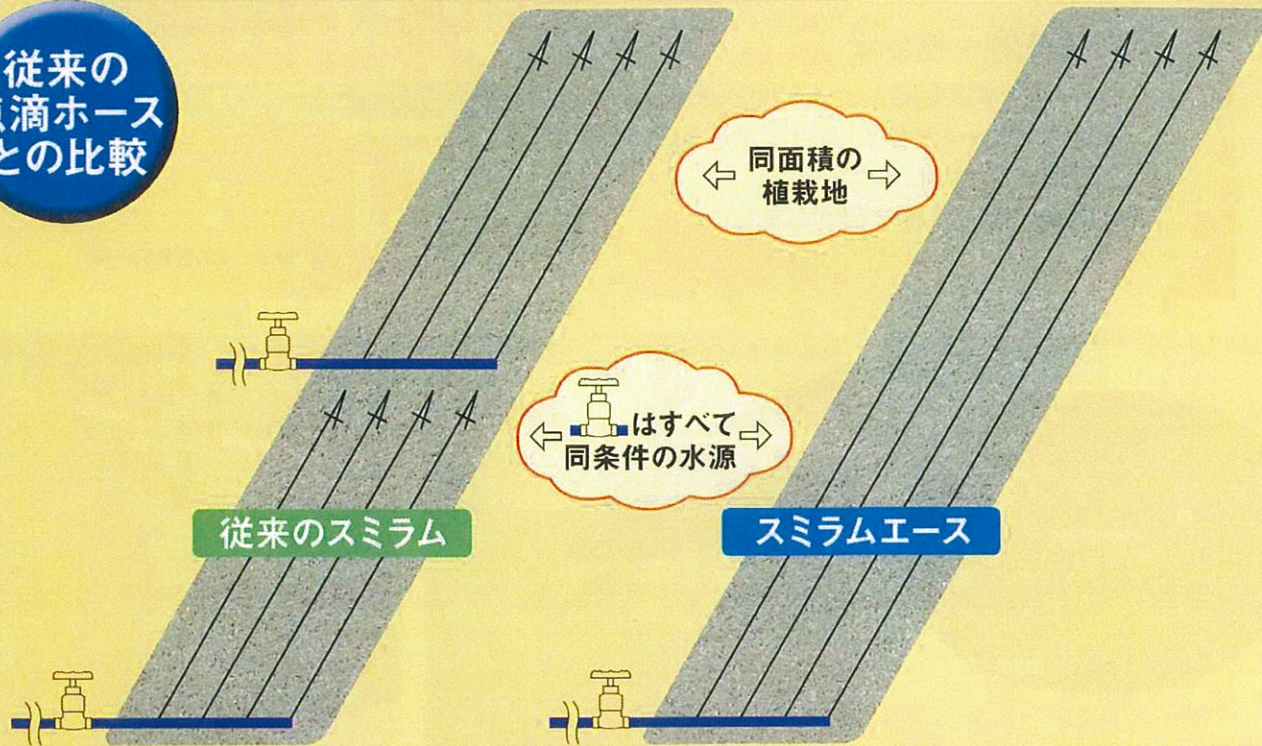 従来の
点滴ホース
との比較
同面積の
植栽地
はすべて
同条件の水源
従来のスミラム
スミラムエース